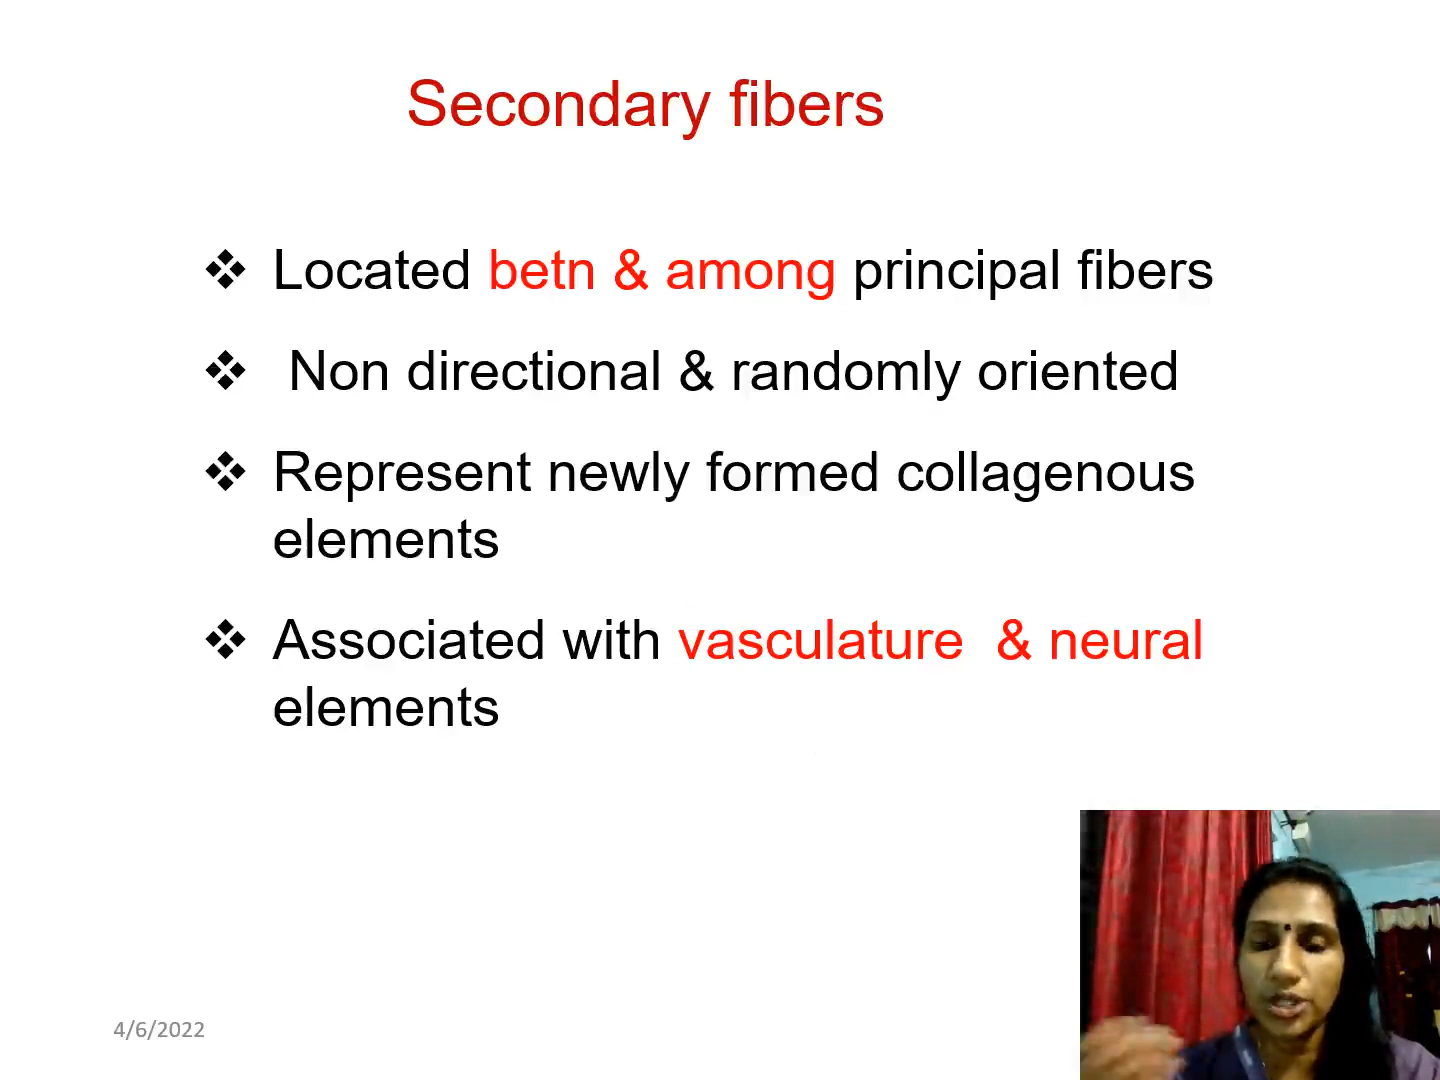 Secondary fibers
❖ Located betn & among principal fibers
❖ Non directional & randomly oriented
❖ Represent newly formed collagenous
elements
❖ Associated with vasculature & neural
elements
4/6/2022